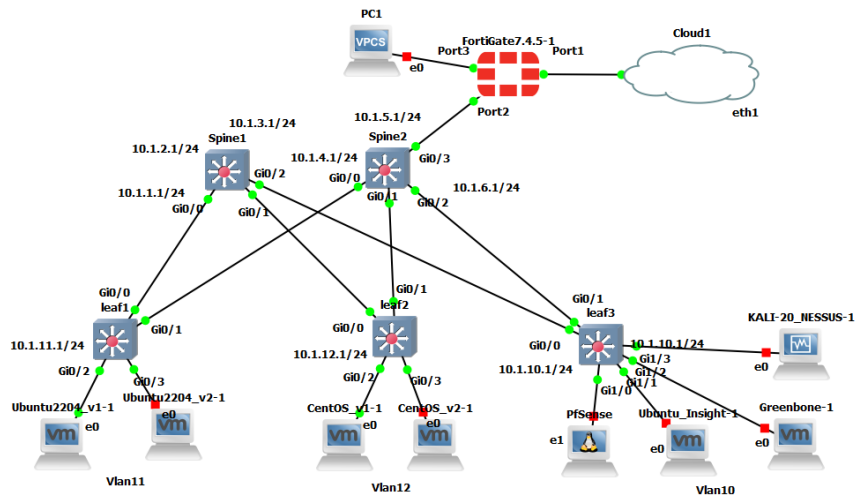 PC1
VPCS
e0
Port3
FortiGate7.4.5-1
Port1
Port2
Cloud1
eth1
10.1.3.1/24
10.1.2.1/24
Spine1
10.1.1.1/24
Gi0/0
Gi0/1
Gi0/2
10.1.5.1/24
Spine2
10.1.4.1/24
Gi0/0
Gi0/1
Gi0/2
Gi0/3
10.1.6.1/24
Gi0/0
leaf1
Gi0/1
10.1.11.1/24
Gi0/2
Gi0/3
Gi0/1
leaf2
Gi0/0
10.1.12.1/24
Gi0/2
Gi0/3
Gi0/1
leaf3
Gi0/0
10.1.10.1/24
10.1.10.1/24
Gi1/3
Gi1/2
Gi1/1
Gi1/0
KALI-20_NESSUS-1
e0
Ubuntu2204_v1-1
vm
e0
Ubuntu2204_v2-1
e0
vm
CentOS_v1-1
vm
e0
CentOS_v2-1
e0
vm
PfSense
e1
Ubuntu_Insight-1
e0
vm
Greenbone-1
e0
vm
Vlan11
Vlan12
Vlan10